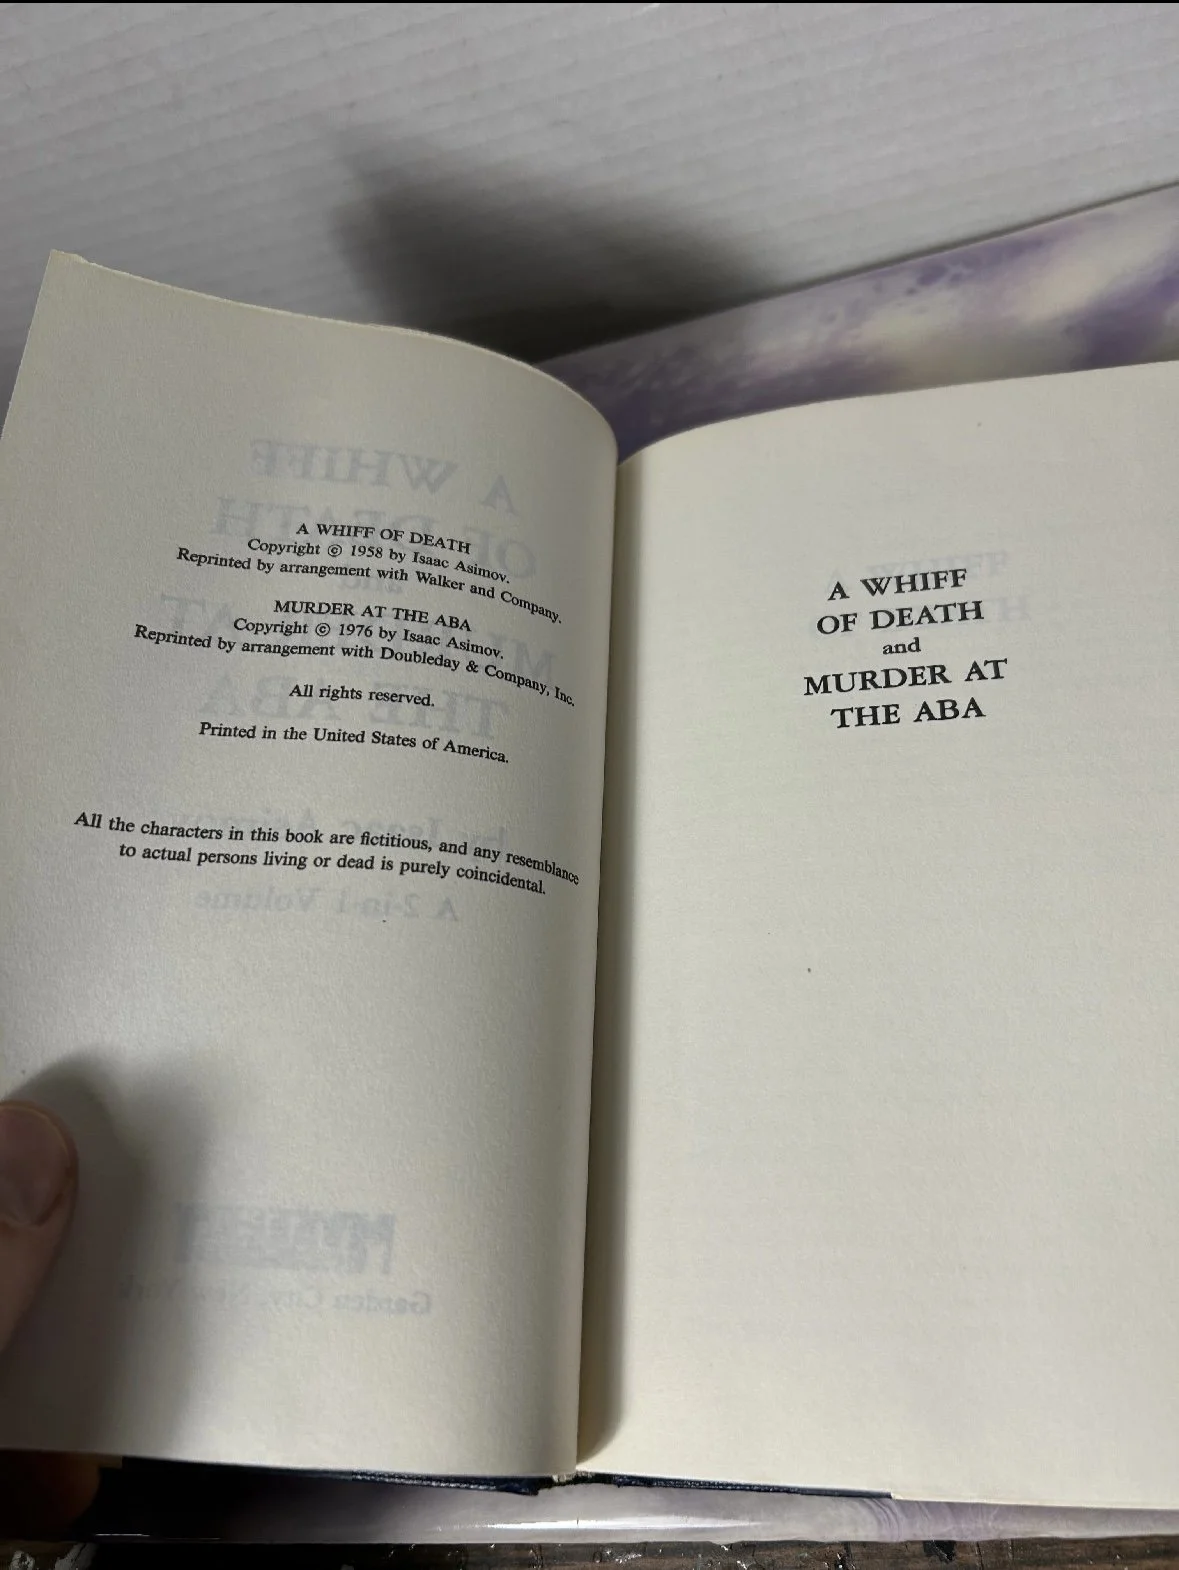 A WHIFF OF DEATH
Copyright © 1958 by Isaac Asimov.
Reprinted by arrangement with Walker and Company.
MURDER AT THE ABA
Copyright © 1976 by Isaac Asimov.
Reprinted by arrangement with Doubleday & Company, Inc.
All rights reserved.
Printed in the United States of America.
All the characters in this book are fictitious, and any resemblance
to actual persons living or dead is purely coincidental.
A WHIFF
OF DEATH
and
MURDER AT
THE ABA